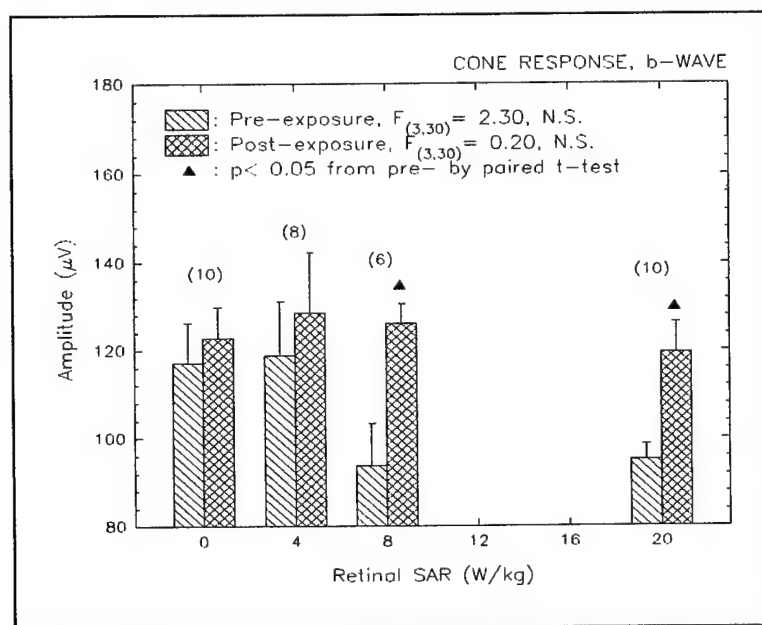 CONE RESPONSE, b-WAVE
180
160
140
120
100
80
Amplitude (μV)
: Pre-exposure, F(3,30)= 2.30, N.S.
: Post-exposure, F(3,30)= 0.20, N.S.
▲ : p< 0.05 from pre- by paired t-test
(10)
(8)
(6)
(10)
0 4 8 12 16 20
Retinal SAR (W/kg)